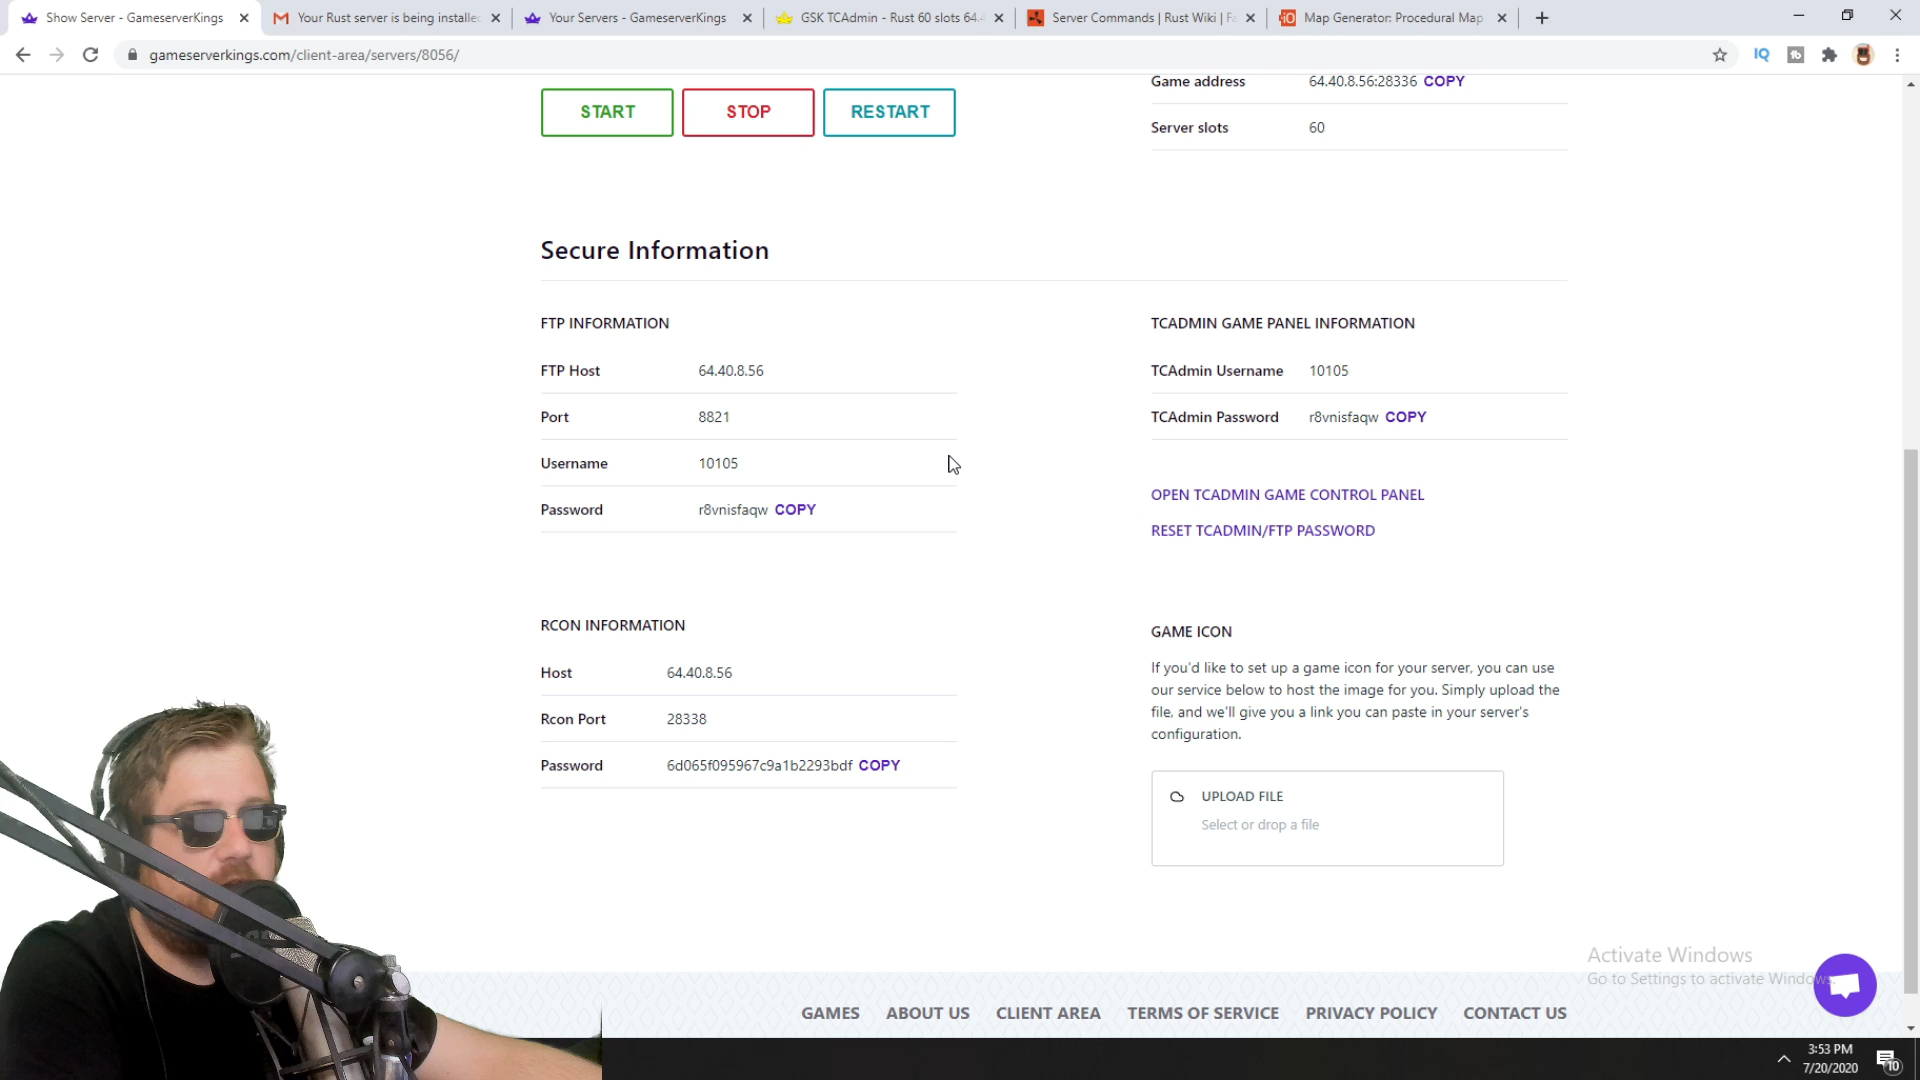 Show Server - GameserverKings
Your Rust server is being installe
Your Servers - GameserverKings
GSK TCAdmin - Rust 60 slots 64.4
Server Commands | Rust Wiki | Fa
Map Generator: Procedural Map
gameserverkings.com/client-area/servers/8056/
IQ
START
STOP
RESTART
Game address 64.40.8.56:28336 COPY
Server slots 60
Secure Information
FTP INFORMATION
FTP Host 64.40.8.56
Port 8821
Username 10105
Password r8vnisfaqw COPY
TCADMIN GAME PANEL INFORMATION
TCAdmin Username 10105
TCAdmin Password r8vnisfaqw COPY
OPEN TCADMIN GAME CONTROL PANEL
RESET TCADMIN/FTP PASSWORD
RCON INFORMATION
Host 64.40.8.56
Rcon Port 28338
Password 6d065f095967c9a1b2293bdf COPY
GAME ICON
If you'd like to set up a game icon for your server, you can use
our service below to host the image for you. Simply upload the
file, and we'll give you a link you can paste in your server's
configuration.
UPLOAD FILE
Select or drop a file
Activate Windows
Go to Settings to activate Windows.
GAMES
ABOUT US
CLIENT AREA
TERMS OF SERVICE
PRIVACY POLICY
CONTACT US
3:53 PM
7/20/2020
10